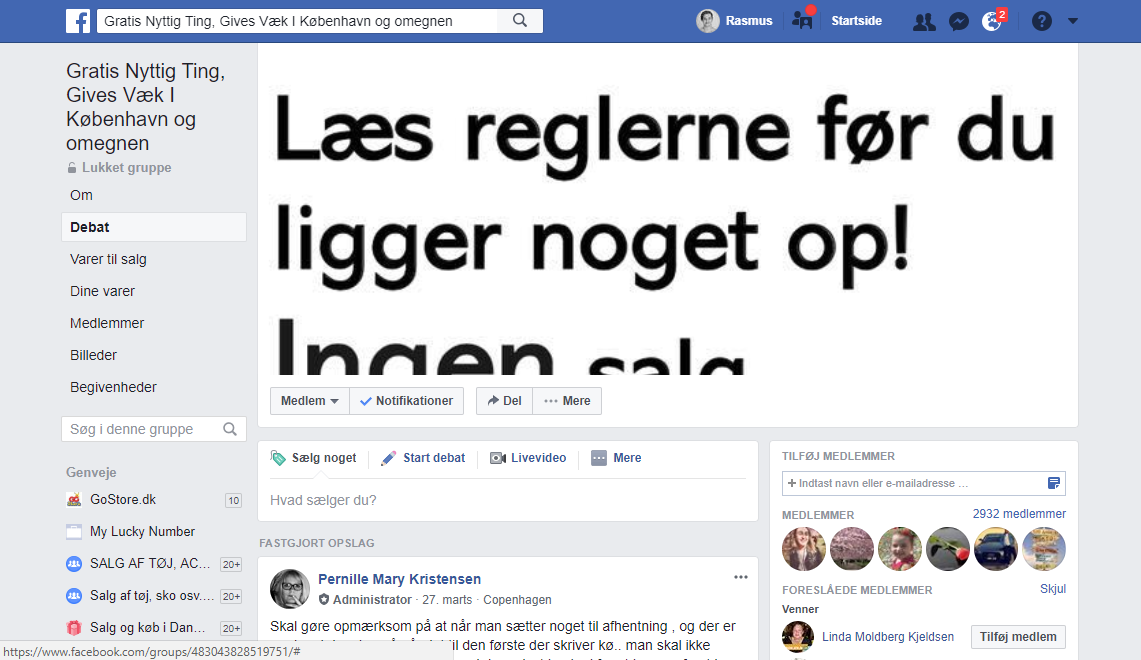 Gratis Nyttig Ting, Gives Væk I København og omegnen
Rasmus
Startside
2
Gratis Nyttig Ting,
Gives Væk I
København og
omegnen
Lukket gruppe
Om
Debat
Varer til salg
Dine varer
Medlemmer
Billeder
Begivenheder
Søg i denne gruppe
Genveje
GoStore.dk 10
My Lucky Number
SALG AF TØJ, AC... 20+
Salg af tøj, sko osv.... 20+
Salg og køb i Dan... 20+
https://www.facebook.com/groups/483043828519751/#
Læs reglerne før du
ligger noget op!
Ingen salg
Medlem
Notifikationer
Del
Mere
Sælg noget
Start debat
Livevideo
Mere
Hvad sælger du?
FASTGJORT OPSLAG
Pernille Mary Kristensen
Administrator · 27. marts · Copenhagen
Skal gøre opmærksom på at når man sætter noget til afhentning , og der er
til den første der skriver kø.. man skal ikke
TILFØJ MEDLEMMER
+ Indtast navn eller e-mailadresse ...
MEDLEMMER
2932 medlemmer
FORESLÅEDE MEDLEMMER
Skjul
Venner
Linda Moldberg Kjeldsen
Tilføj medlem